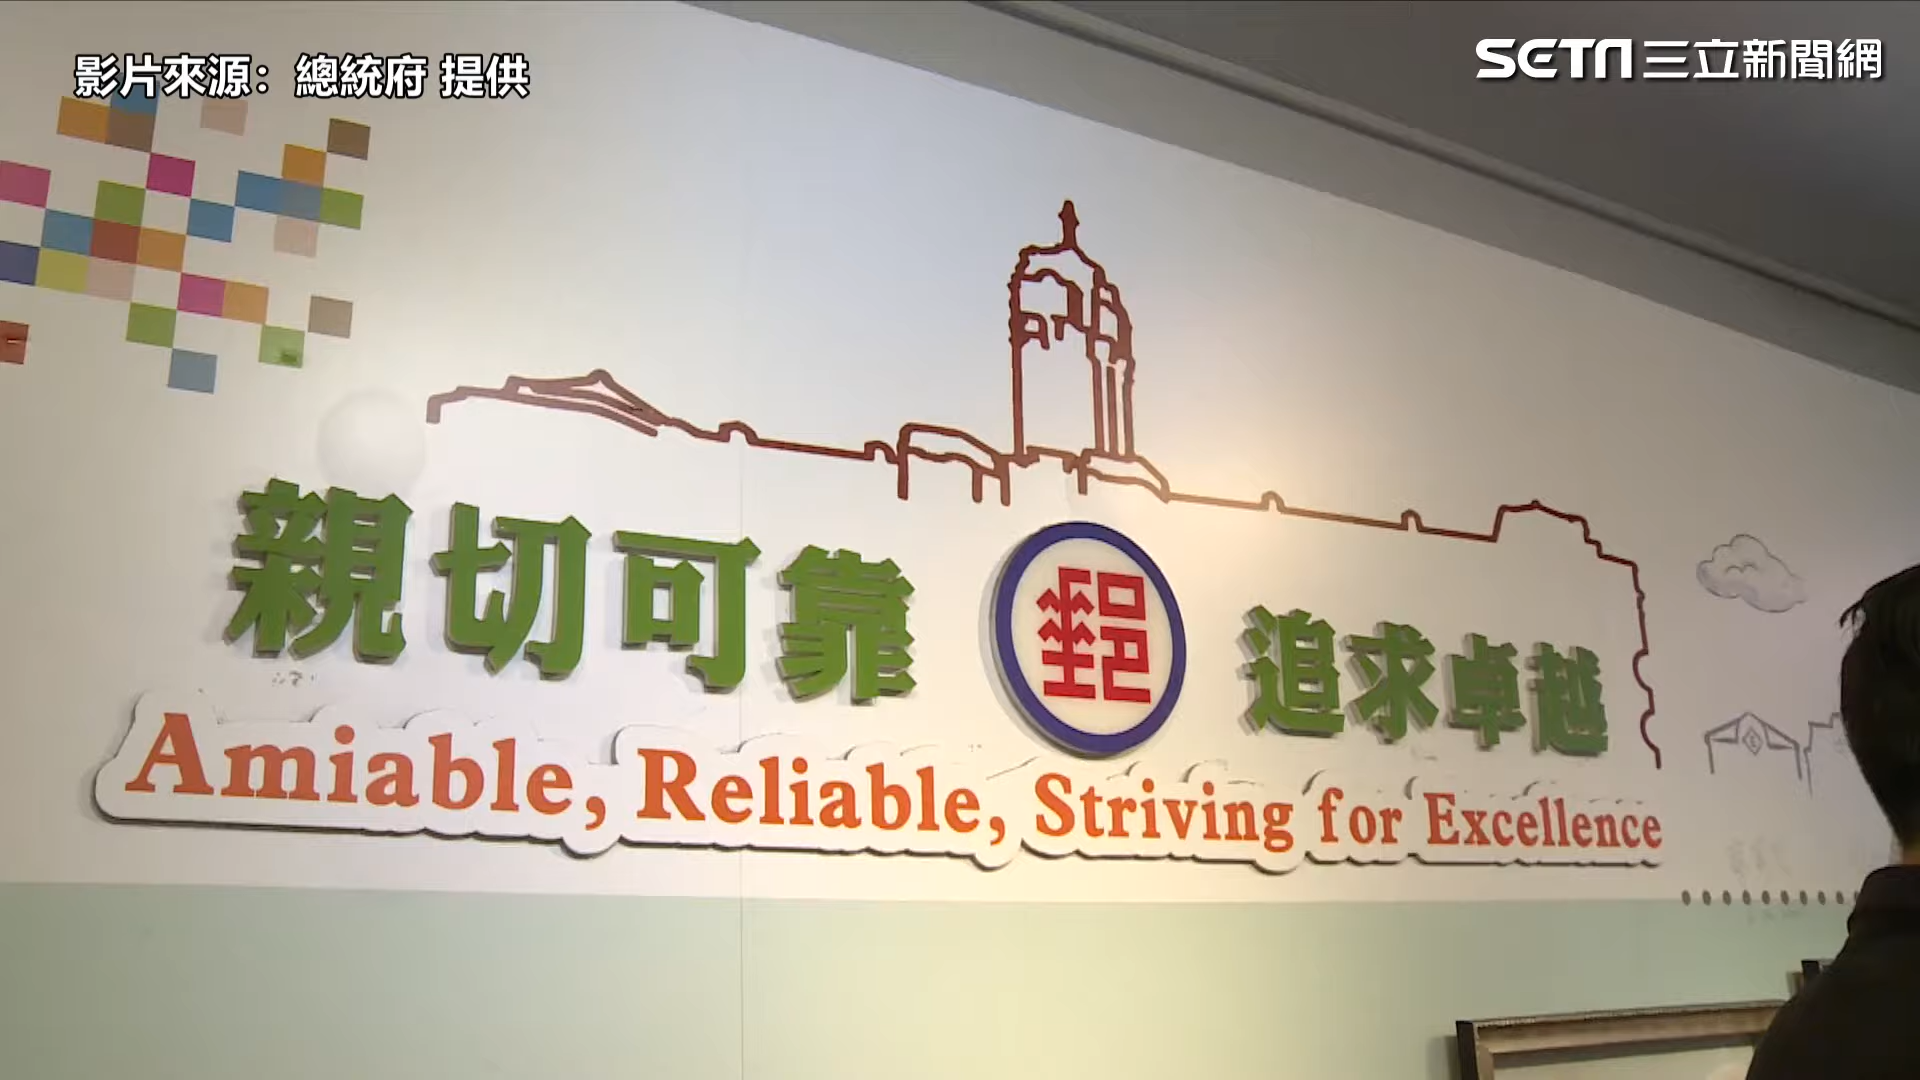 影片來源：總統府 提供
SETN三立新聞網
親切可靠 郵 追求卓越
Amiable, Reliable, Striving for Excellence